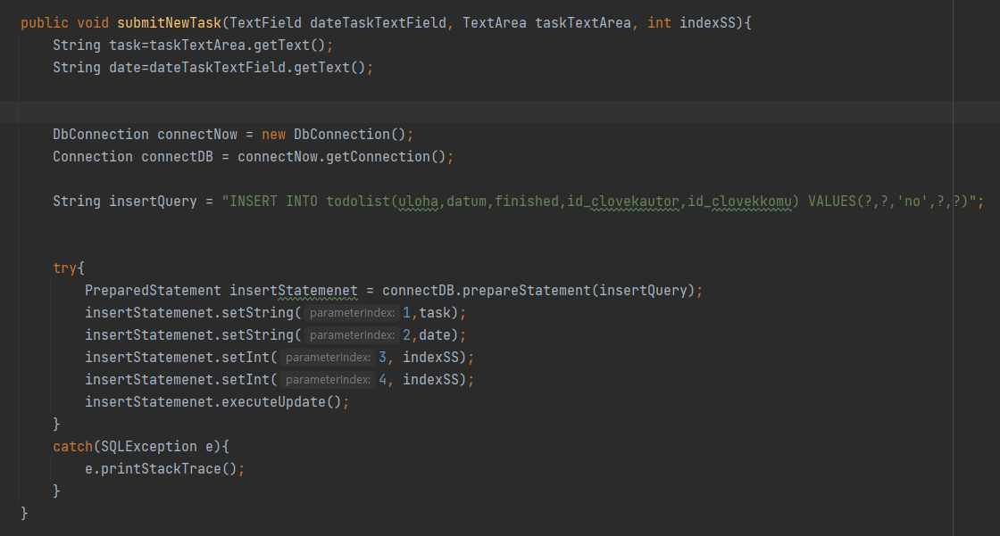 public void submitNewTask(TextField dateTaskTextField, TextArea taskTextArea, int indexSS){
String task=taskTextArea.getText();
String date=dateTaskTextField.getText();
DbConnection connectNow = new DbConnection();
Connection connectDB = connectNow.getConnection();
String insertQuery = "INSERT INTO todolist(uloha,datum,finished,id_clovekautor,id_clovekkomu) VALUES(?,?,'no',?,?)";
try{
PreparedStatement insertStatemenet = connectDB.prepareStatement(insertQuery);
insertStatemenet.setString( parameterIndex: 1,task);
insertStatemenet.setString( parameterIndex: 2,date);
insertStatemenet.setInt( parameterIndex: 3, indexSS);
insertStatemenet.setInt( parameterIndex: 4, indexSS);
insertStatemenet.executeUpdate();
}
catch(SQLException e){
e.printStackTrace();
}
}